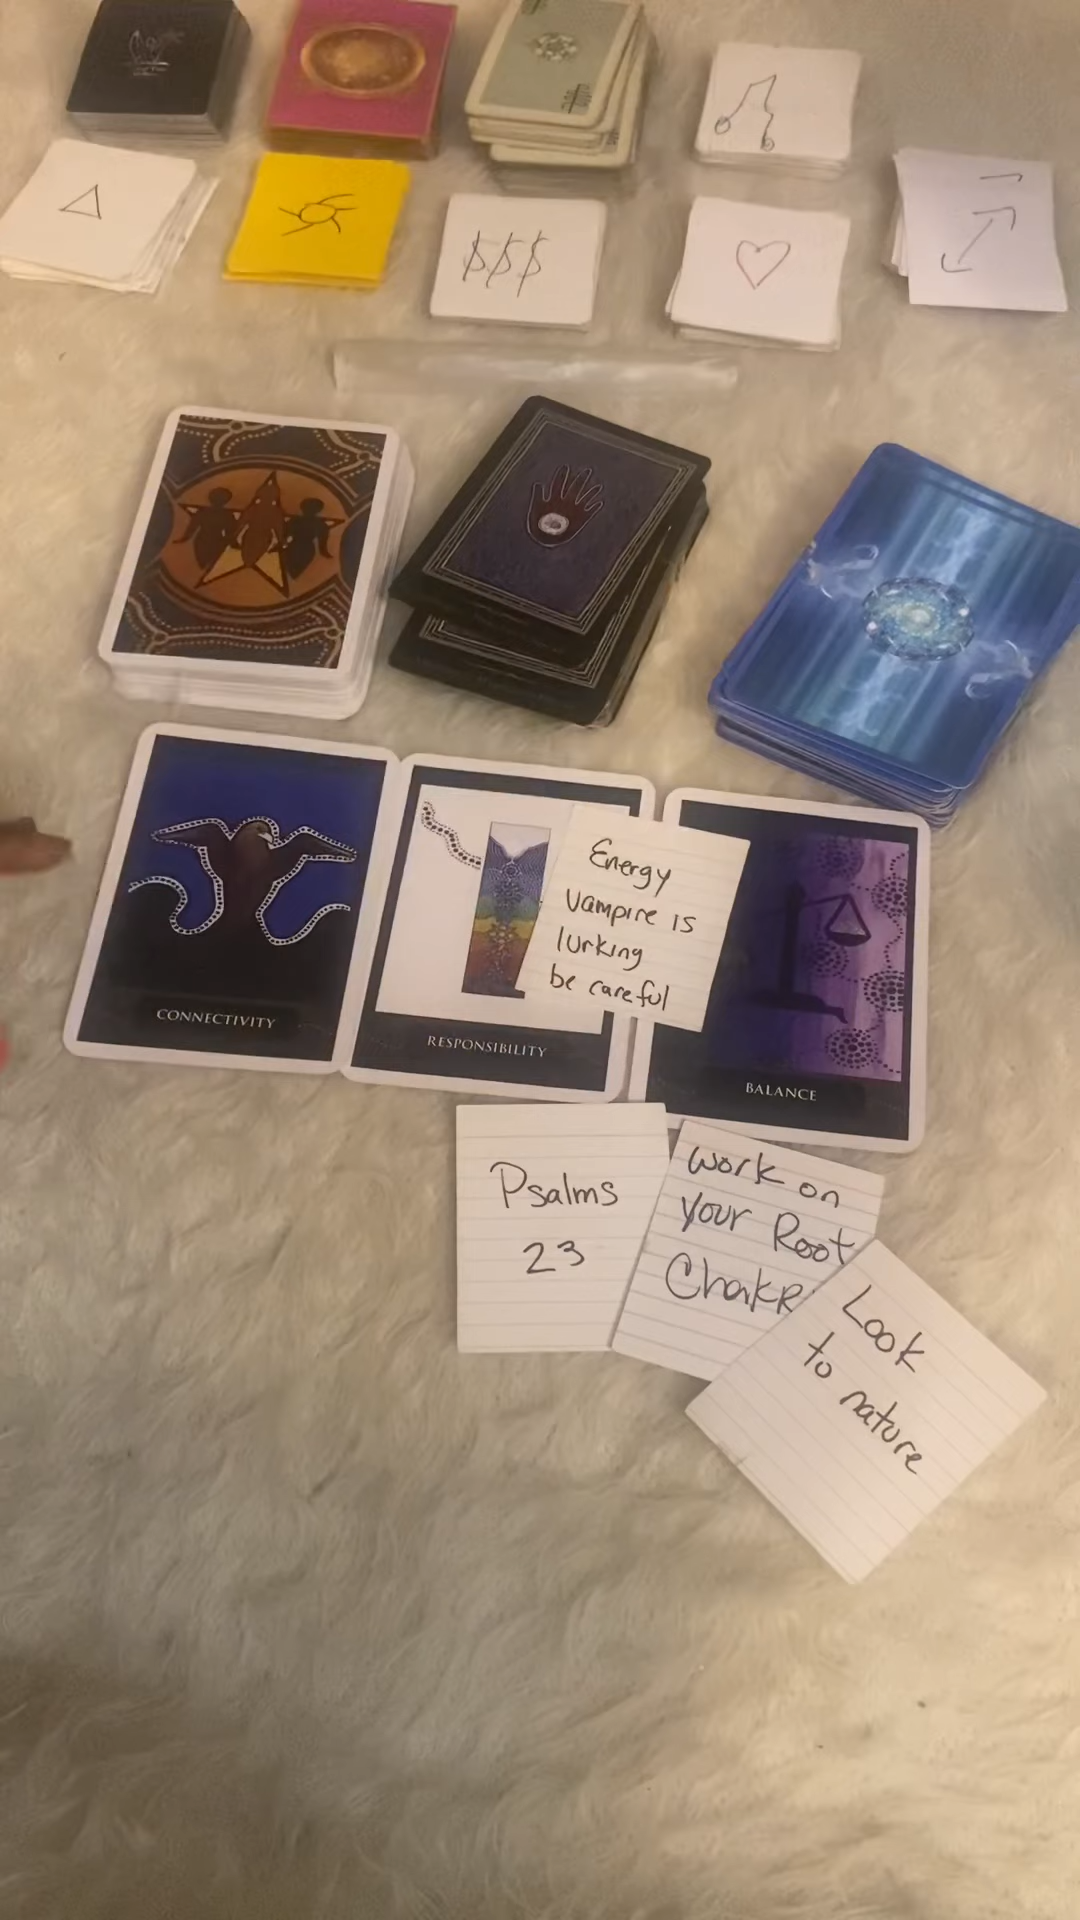 $$$
CONNECTIVITY
RESPONSIBILITY
Energy
vampire is
lurking
be careful
BALANCE
Psalms
23
Work on
your Root
Look
to nature